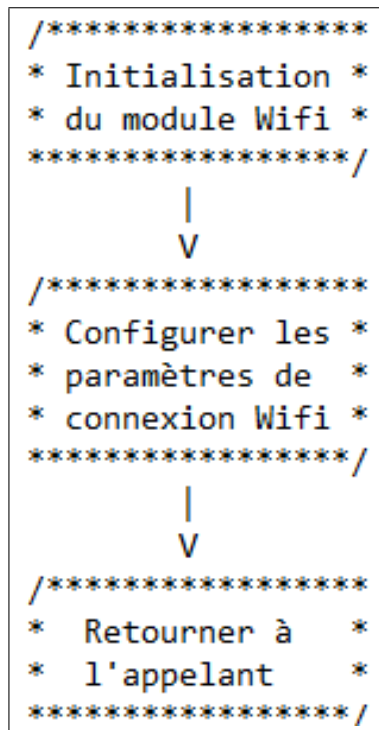 /*****************
* Initialisation *
* du module Wifi *
*****************/
|
V
/*****************
* Configurer les *
* paramètres de  *
* connexion Wifi *
*****************/
|
V
/*****************
*  Retourner à   *
*  l'appelant    *
*****************/